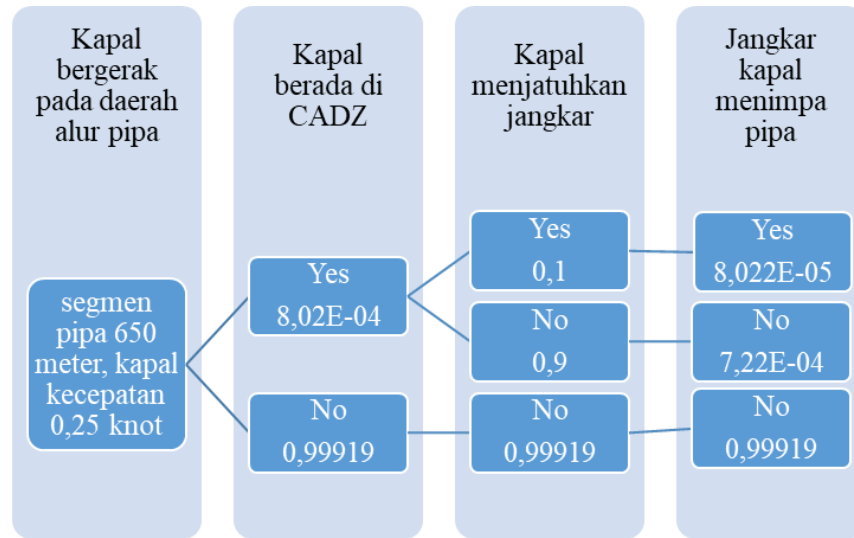 Kapal
bergerak
pada daerah
alur pipa
Kapal
berada di
CADZ
Kapal
menjatuhkan
jangkar
Jangkar
kapal
menimpa
pipa
segmen
pipa 650
meter, kapal
kecepatan
0,25 knot
Yes
8,02E-04
No
0,99919
Yes
0,1
No
0,9
No
0,99919
Yes
8,022E-05
No
7,22E-04
No
0,99919